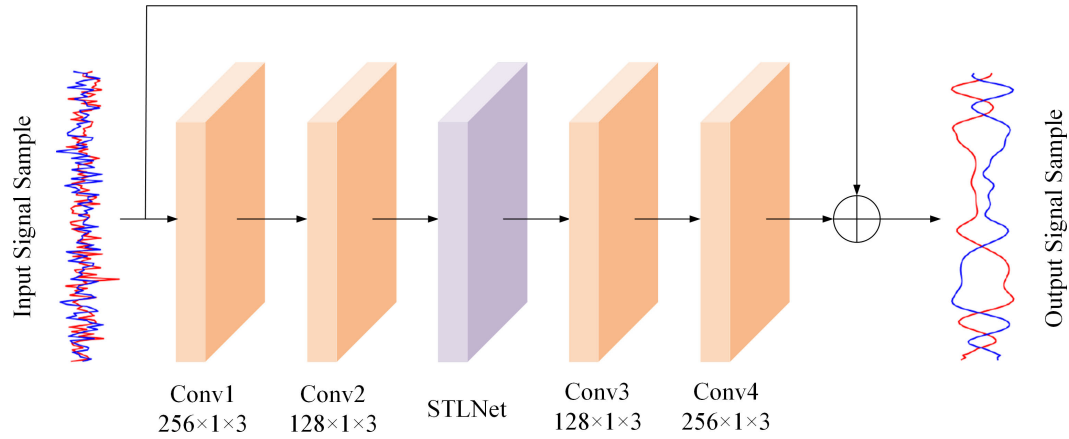 Input Signal Sample
Conv1
256×1×3
Conv2
128×1×3
STLNet
Conv3
128×1×3
Conv4
256×1×3
Output Signal Sample